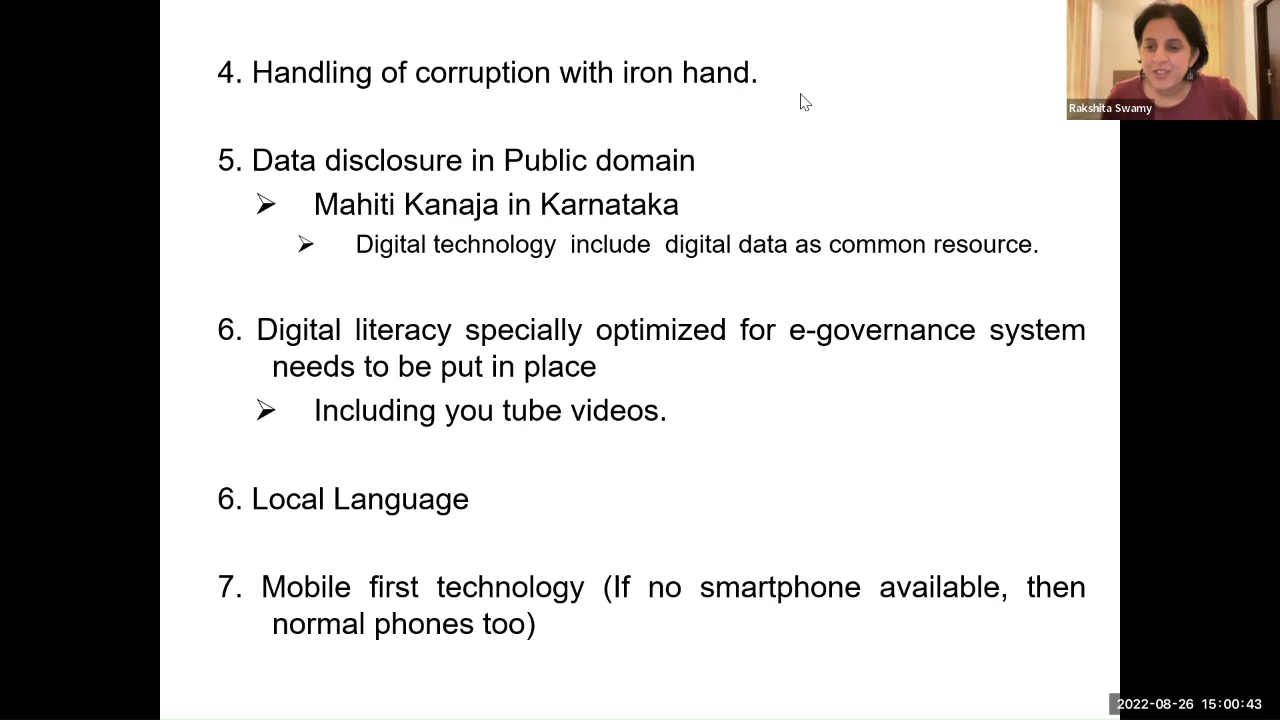 4. Handling of corruption with iron hand.
Rakshita Swamy
5. Data disclosure in Public domain
➢ Mahiti Kanaja in Karnataka
➢ Digital technology include digital data as common resource.
6. Digital literacy specially optimized for e-governance system
needs to be put in place
➢ Including you tube videos.
6. Local Language
7. Mobile first technology (If no smartphone available, then
normal phones too)
2022-08-26 15:00:43